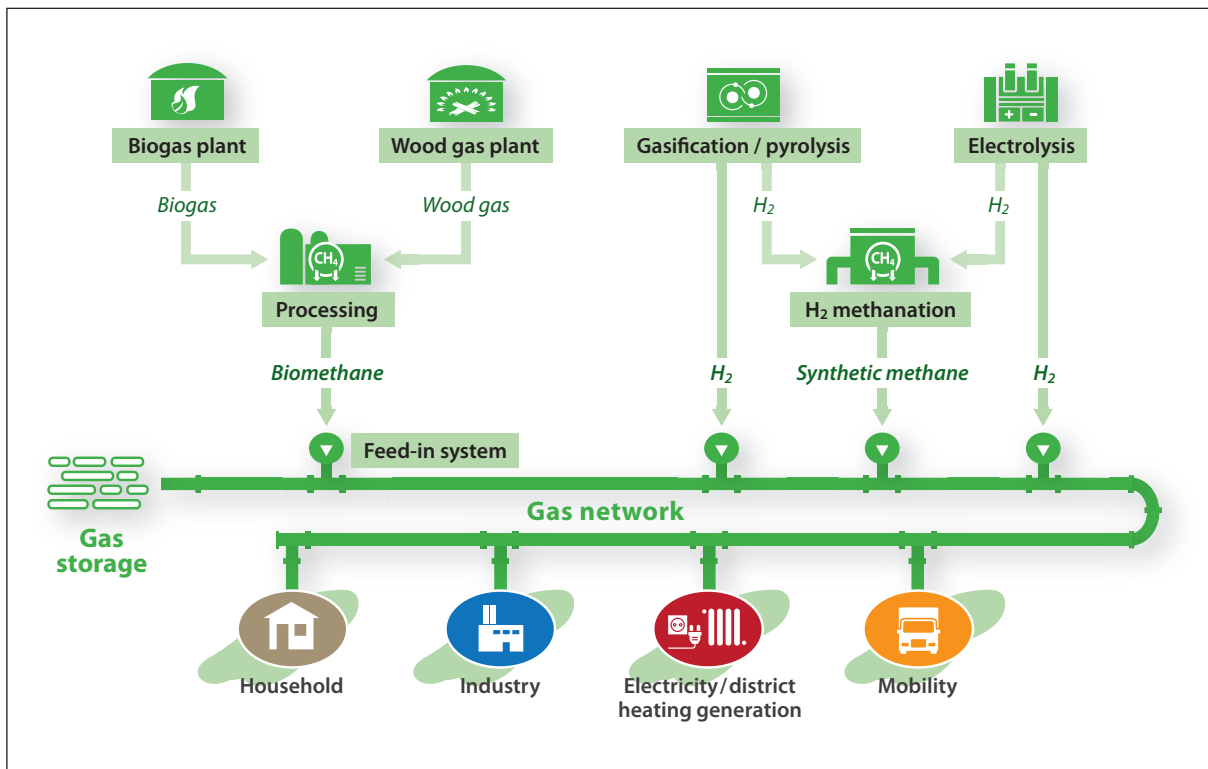 Biogas plant
Wood gas plant
Gasification / pyrolysis
+ -
Electrolysis
Biogas
Wood gas
H₂
H₂
CH₄
CH₄
Processing
H₂ methanation
Biomethane
H₂
Synthetic methane
H₂
Feed-in system
Gas network
Gas
storage
Household
Industry
Electricity/district
heating generation
Mobility